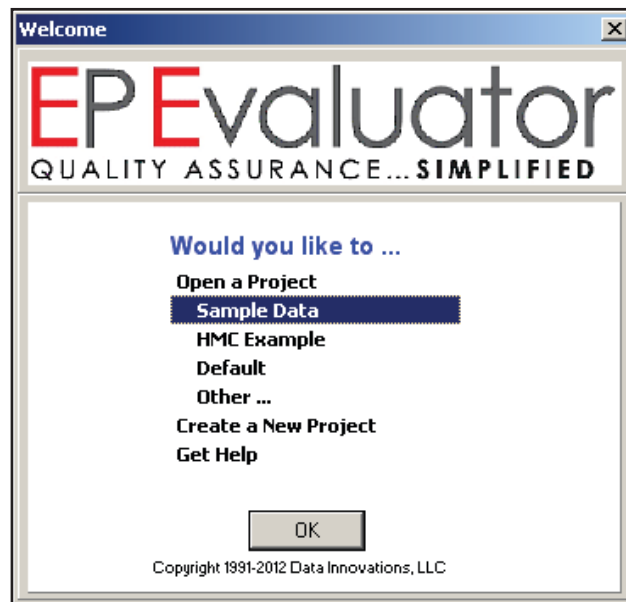 Welcome
EP Evaluator
QUALITY ASSURANCE...SIMPLIFIED
Would you like to ...
Open a Project
Sample Data
HMC Example
Default
Other ...
Create a New Project
Get Help
OK
Copyright 1991-2012 Data Innovations, LLC